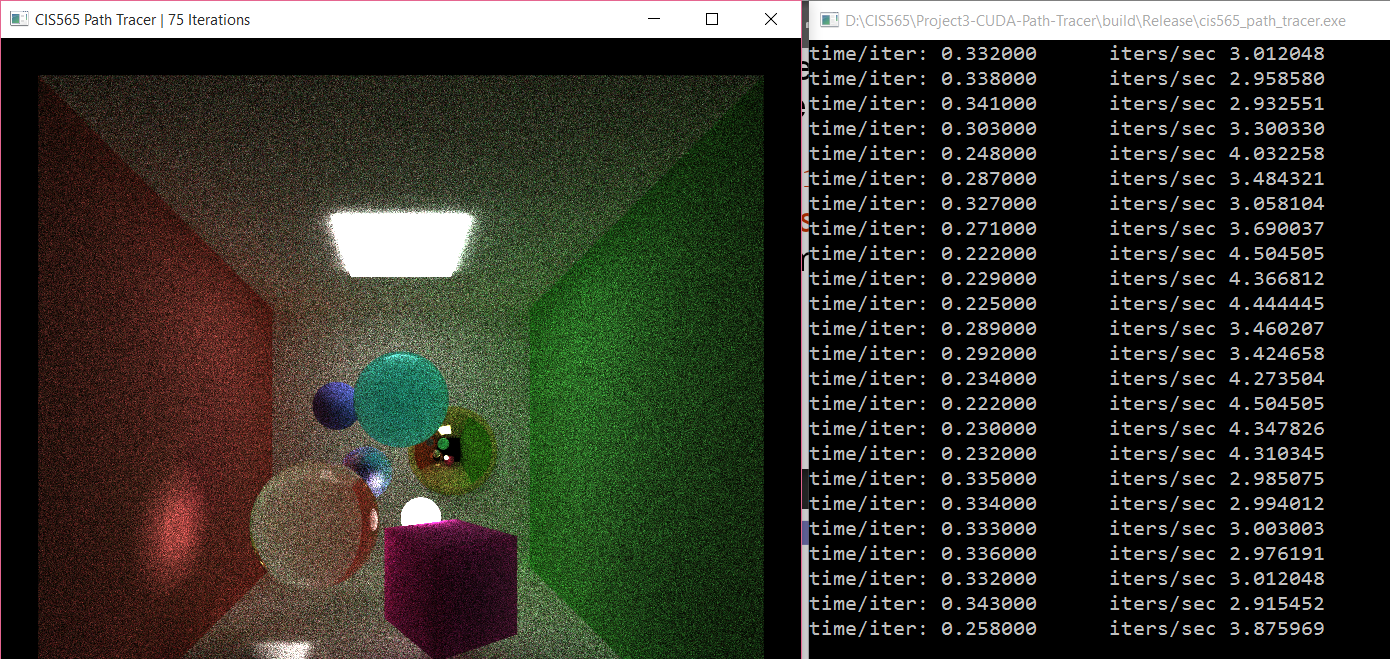 CIS565 Path Tracer | 75 Iterations
D:\CIS565\Project3-CUDA-Path-Tracer\build\Release\cis565_path_tracer.exe
time/iter: 0.332000 iters/sec 3.012048
time/iter: 0.338000 iters/sec 2.958580
time/iter: 0.341000 iters/sec 2.932551
time/iter: 0.303000 iters/sec 3.300330
time/iter: 0.248000 iters/sec 4.032258
time/iter: 0.287000 iters/sec 3.484321
time/iter: 0.327000 iters/sec 3.058104
time/iter: 0.271000 iters/sec 3.690037
time/iter: 0.222000 iters/sec 4.504505
time/iter: 0.229000 iters/sec 4.366812
time/iter: 0.225000 iters/sec 4.444445
time/iter: 0.289000 iters/sec 3.460207
time/iter: 0.292000 iters/sec 3.424658
time/iter: 0.234000 iters/sec 4.273504
time/iter: 0.222000 iters/sec 4.504505
time/iter: 0.230000 iters/sec 4.347826
time/iter: 0.232000 iters/sec 4.310345
time/iter: 0.335000 iters/sec 2.985075
time/iter: 0.334000 iters/sec 2.994012
time/iter: 0.333000 iters/sec 3.003003
time/iter: 0.336000 iters/sec 2.976191
time/iter: 0.332000 iters/sec 3.012048
time/iter: 0.343000 iters/sec 2.915452
time/iter: 0.258000 iters/sec 3.875969